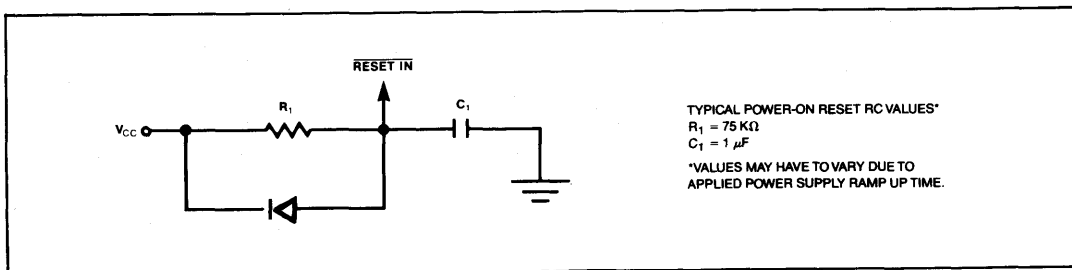 RESET IN
R₁
C₁
V_CC
TYPICAL POWER-ON RESET RC VALUES*
R₁ = 75 KΩ
C₁ = 1 μF
*VALUES MAY HAVE TO VARY DUE TO
APPLIED POWER SUPPLY RAMP UP TIME.